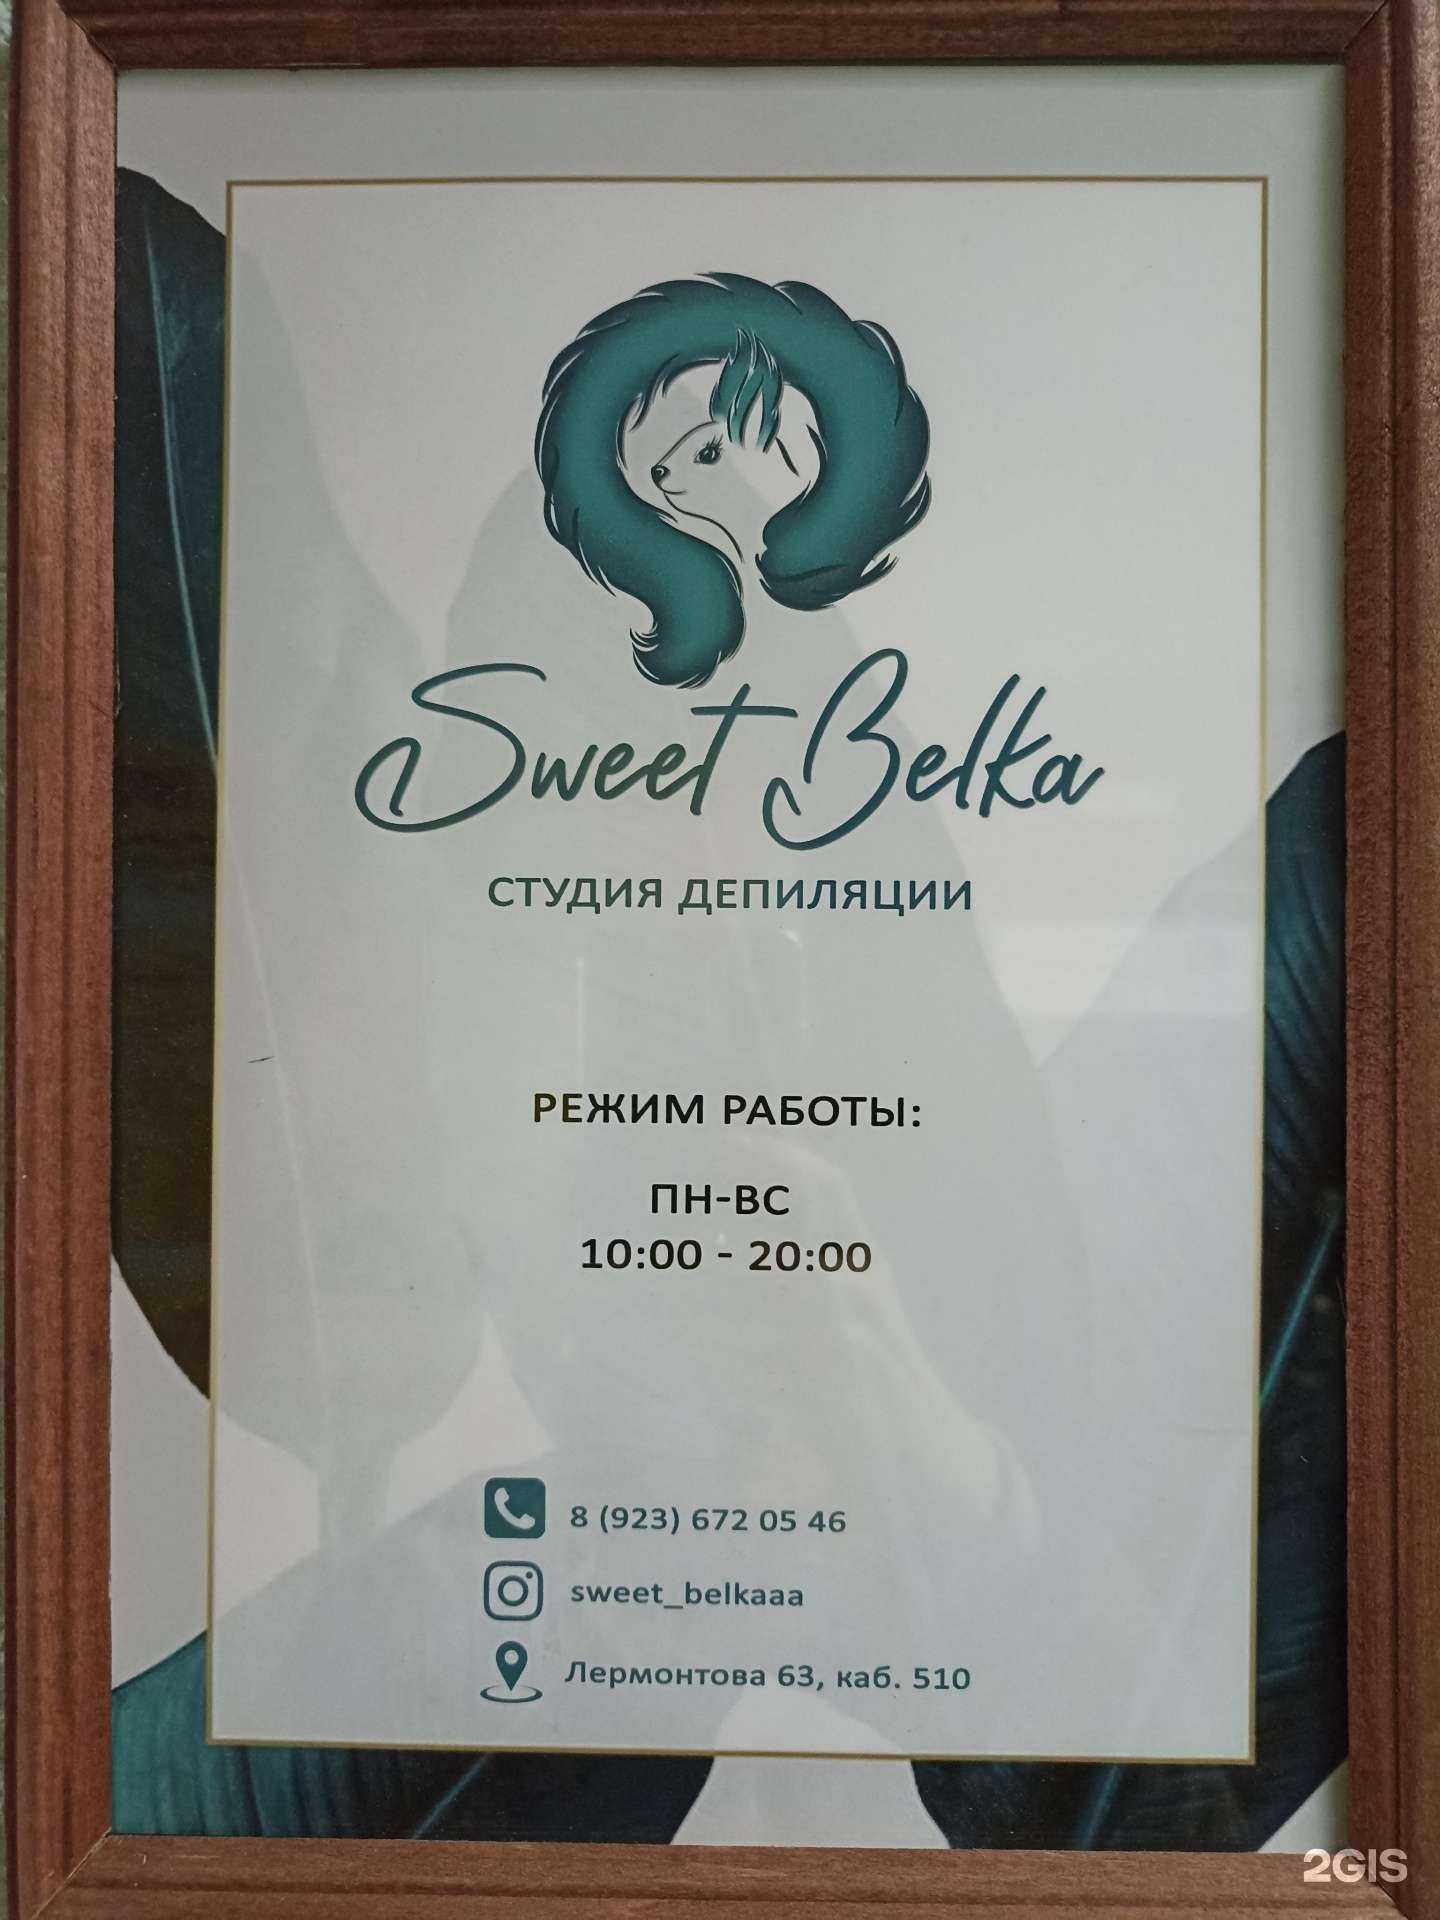 Sweet Belka
СТУДИЯ ДЕПИЛЯЦИИ
РЕЖИМ РАБОТЫ:
ПН-ВС
10:00 - 20:00
8 (923) 672 05 46
sweet_belkaaa
Лермонтова 63, каб. 510
2GIS